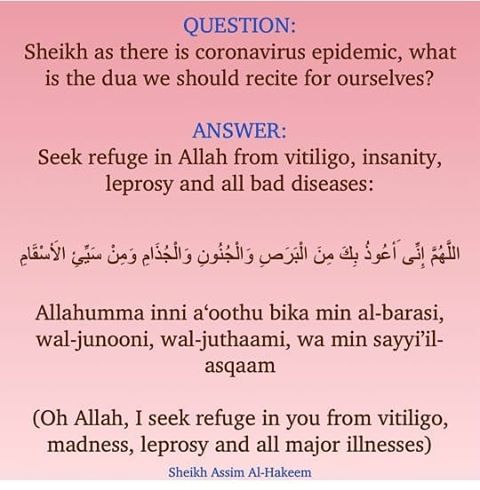 QUESTION:
Sheikh as there is coronavirus epidemic, what
is the dua we should recite for ourselves?
ANSWER:
Seek refuge in Allah from vitiligo, insanity,
leprosy and all bad diseases:
اللَّهُمَّ إِنِّى أَعُوذُ بِكَ مِنَ الْبَرَصِ وَالْجُنُونِ وَالْجُذَامِ وَمِنْ سَيِّئِ الأَسْقَامِ
Allahumma inni a‘oothu bika min al-barasi,
wal-junooni, wal-juthaami, wa min sayyi’il-
asqaam
(Oh Allah, I seek refuge in you from vitiligo,
madness, leprosy and all major illnesses)
Sheikh Assim Al-Hakeem